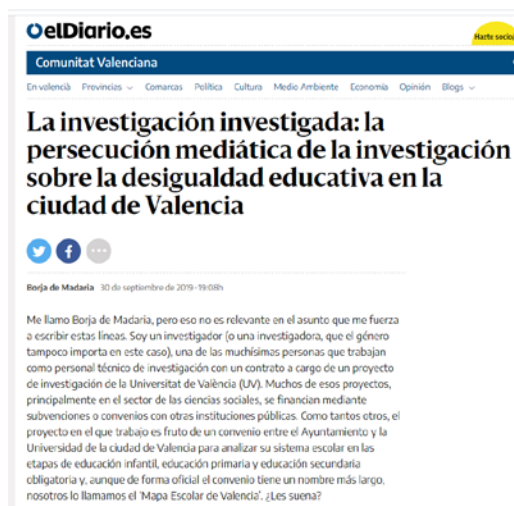 elDiario.es
Hazte socio
Comunitat Valenciana
En valencià Provincias Comarcas Política Cultura Medio Ambiente Economía Opinión Blogs
La investigación investigada: la
persecución mediática de la investigación
sobre la desigualdad educativa en la
ciudad de Valencia
Borja de Madaria 30 de septiembre de 2019 - 19:08h
Me llamo Borja de Madaria, pero eso no es relevante en el asunto que me fuerza
a escribir estas líneas. Soy un investigador (o una investigadora, que el género
tampoco importa en este caso), una de las muchísimas personas que trabajan
como personal técnico de investigación con un contrato a cargo de un proyecto
de investigación de la Universitat de València (UV). Muchos de esos proyectos,
principalmente en el sector de las ciencias sociales, se financian mediante
subvenciones o convenios con otras instituciones públicas. Como tantos otros, el
proyecto en el que trabajo es fruto de un convenio entre el Ayuntamiento y la
Universidad de la ciudad de Valencia para analizar su sistema escolar en las
etapas de educación infantil, educación primaria y educación secundaria
obligatoria y, aunque de forma oficial el convenio tiene un nombre más largo,
nosotros lo llamamos el 'Mapa Escolar de Valencia'. ¿Les suena?